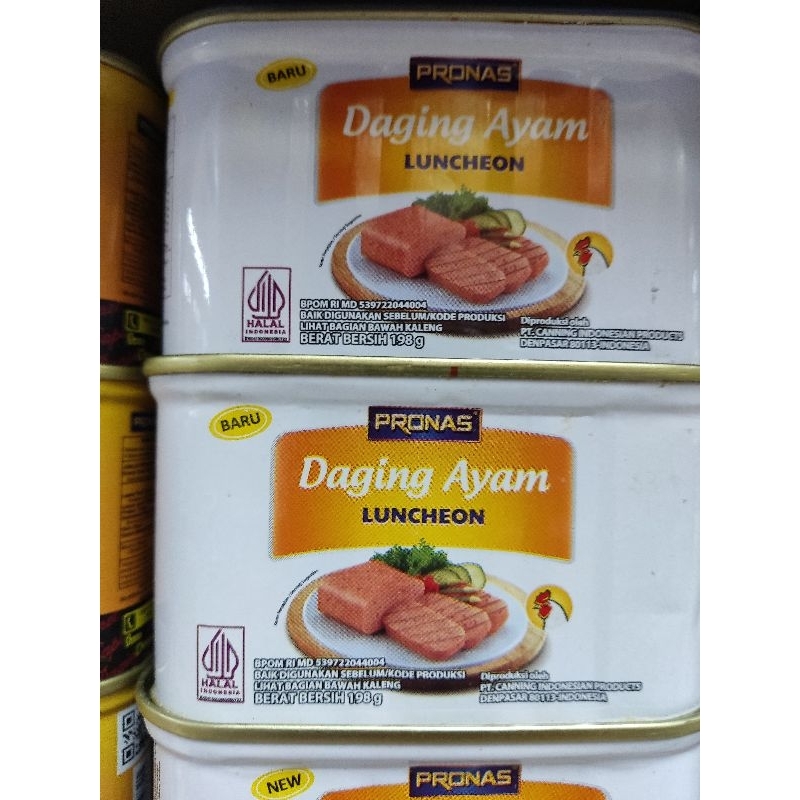 BARU
PRONAS
Daging Ayam
LUNCHEON
HALAL
INDONESIA
BPOM RI MD 539722044004
BAIK DIGUNAKAN SEBELUM/KODE PRODUKSI
LIHAT BAGIAN BAWAH KALENG
BERAT BERSIH 198 g
Diproduksi oleh
PT. CANNING INDONESIAN PRODUCTS
DENPASAR 80113-INDONESIA
BARU
PRONAS
Daging Ayam
LUNCHEON
HALAL
INDONESIA
BPOM RI MD 539722044004
BAIK DIGUNAKAN SEBELUM/KODE PRODUKSI
LIHAT BAGIAN BAWAH KALENG
BERAT BERSIH 198 g
Diproduksi oleh
PT. CANNING INDONESIAN PRODUCTS
DENPASAR 80113-INDONESIA
NEW
PRONAS